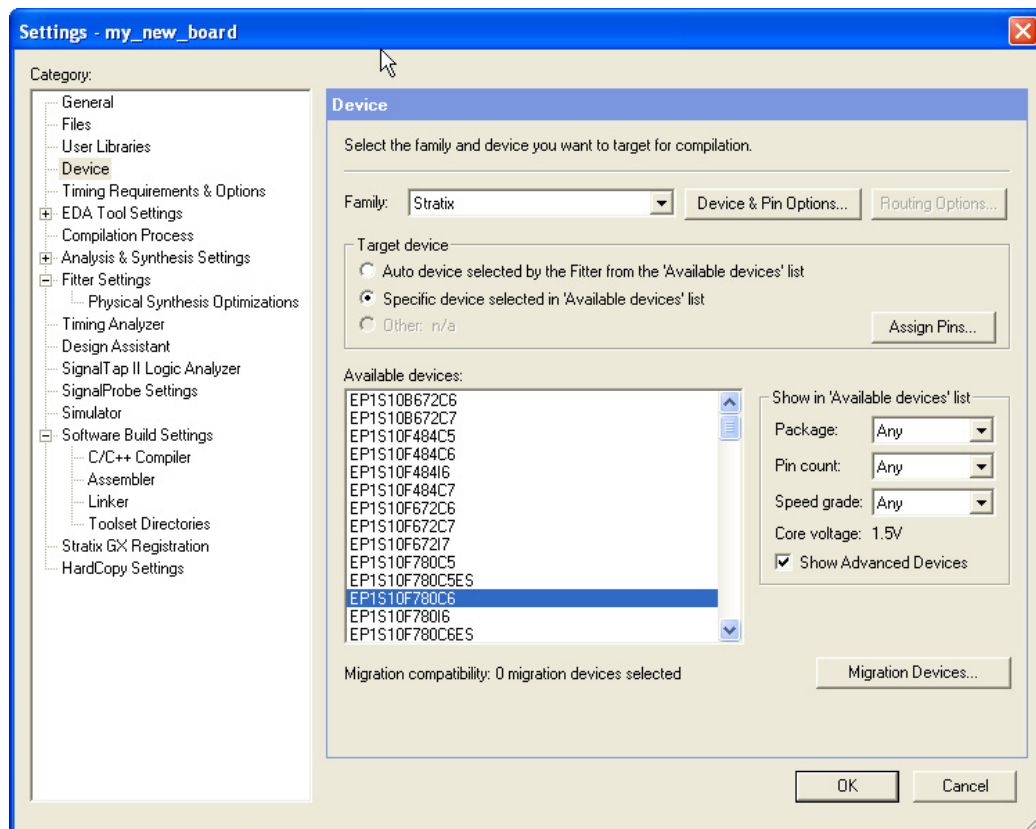 Settings - my_new_board
Category:
General
Files
User Libraries
Device
Timing Requirements & Options
EDA Tool Settings
Compilation Process
Analysis & Synthesis Settings
Fitter Settings
Physical Synthesis Optimizations
Timing Analyzer
Design Assistant
SignalTap II Logic Analyzer
SignalProbe Settings
Simulator
Software Build Settings
C/C++ Compiler
Assembler
Linker
Toolset Directories
Stratix GX Registration
HardCopy Settings
Device
Select the family and device you want to target for compilation.
Family: Stratix Device & Pin Options... Routing Options...
Target device
Auto device selected by the Fitter from the 'Available devices' list
Specific device selected in 'Available devices' list
Other: n/a
Assign Pins...
Available devices:
EP1S10B672C6
EP1S10B672C7
EP1S10F484C5
EP1S10F484C6
EP1S10F484I6
EP1S10F484C7
EP1S10F672C6
EP1S10F672C7
EP1S10F672I7
EP1S10F780C5
EP1S10F780C5ES
EP1S10F780C6
EP1S10F780I6
EP1S10F780C6ES
Show in 'Available devices' list
Package: Any
Pin count: Any
Speed grade: Any
Core voltage: 1.5V
Show Advanced Devices
Migration compatibility: 0 migration devices selected
Migration Devices...
OK Cancel